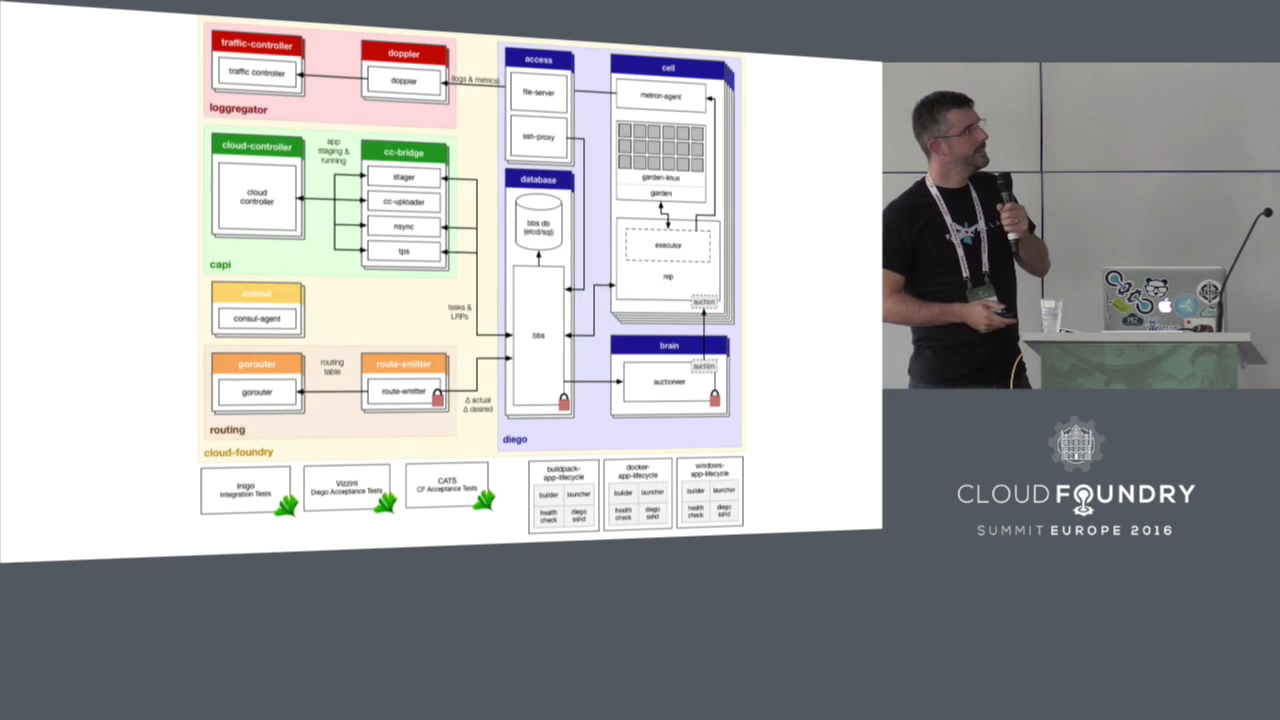 traffic-controller
traffic controller
doppler
doppler
(logs & metrics)
loggregator
cloud-controller
cloud
controller
app
staging &
running
cc-bridge
stager
cc-uploader
nsync
tps
capi
consul
consul-agent
tasks &
LRPs
gorouter
gorouter
routing
table
route-emitter
route-emitter
Δ actual
Δ desired
routing
cloud-foundry
access
file-server
ssh-proxy
database
bbs db
(etcd/sql)
bbs
cell
metron-agent
garden-linux
garden
executor
rep
auction
brain
auction
auctioneer
diego
Inigo
Integration Tests
Vizzini
Diego Acceptance Tests
CATS
CF Acceptance Tests
buildpack-
app-lifecycle
builder
launcher
health
check
diego
sshd
docker-
app-lifecycle
builder
launcher
health
check
diego
sshd
windows-
app-lifecycle
builder
launcher
health
check
diego
sshd
CLOUD FOUNDRY
SUMMIT EUROPE 2016